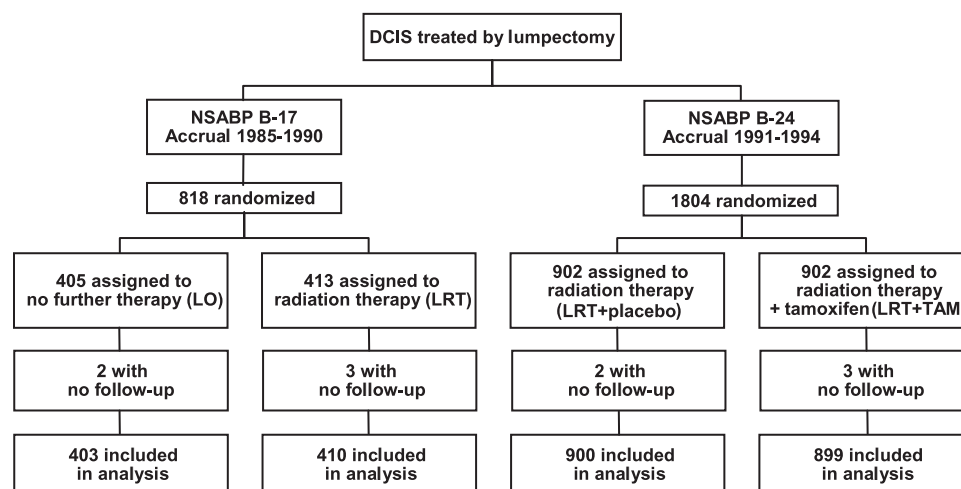 DCIS treated by lumpectomy
NSABP B-17
Accrual 1985-1990
NSABP B-24
Accrual 1991-1994
818 randomized
1804 randomized
405 assigned to
no further therapy (LO)
413 assigned to
radiation therapy (LRT)
902 assigned to
radiation therapy
(LRT+placebo)
902 assigned to
radiation therapy
+ tamoxifen(LRT+TAM
2 with
no follow-up
3 with
no follow-up
2 with
no follow-up
3 with
no follow-up
403 included
in analysis
410 included
in analysis
900 included
in analysis
899 included
in analysis